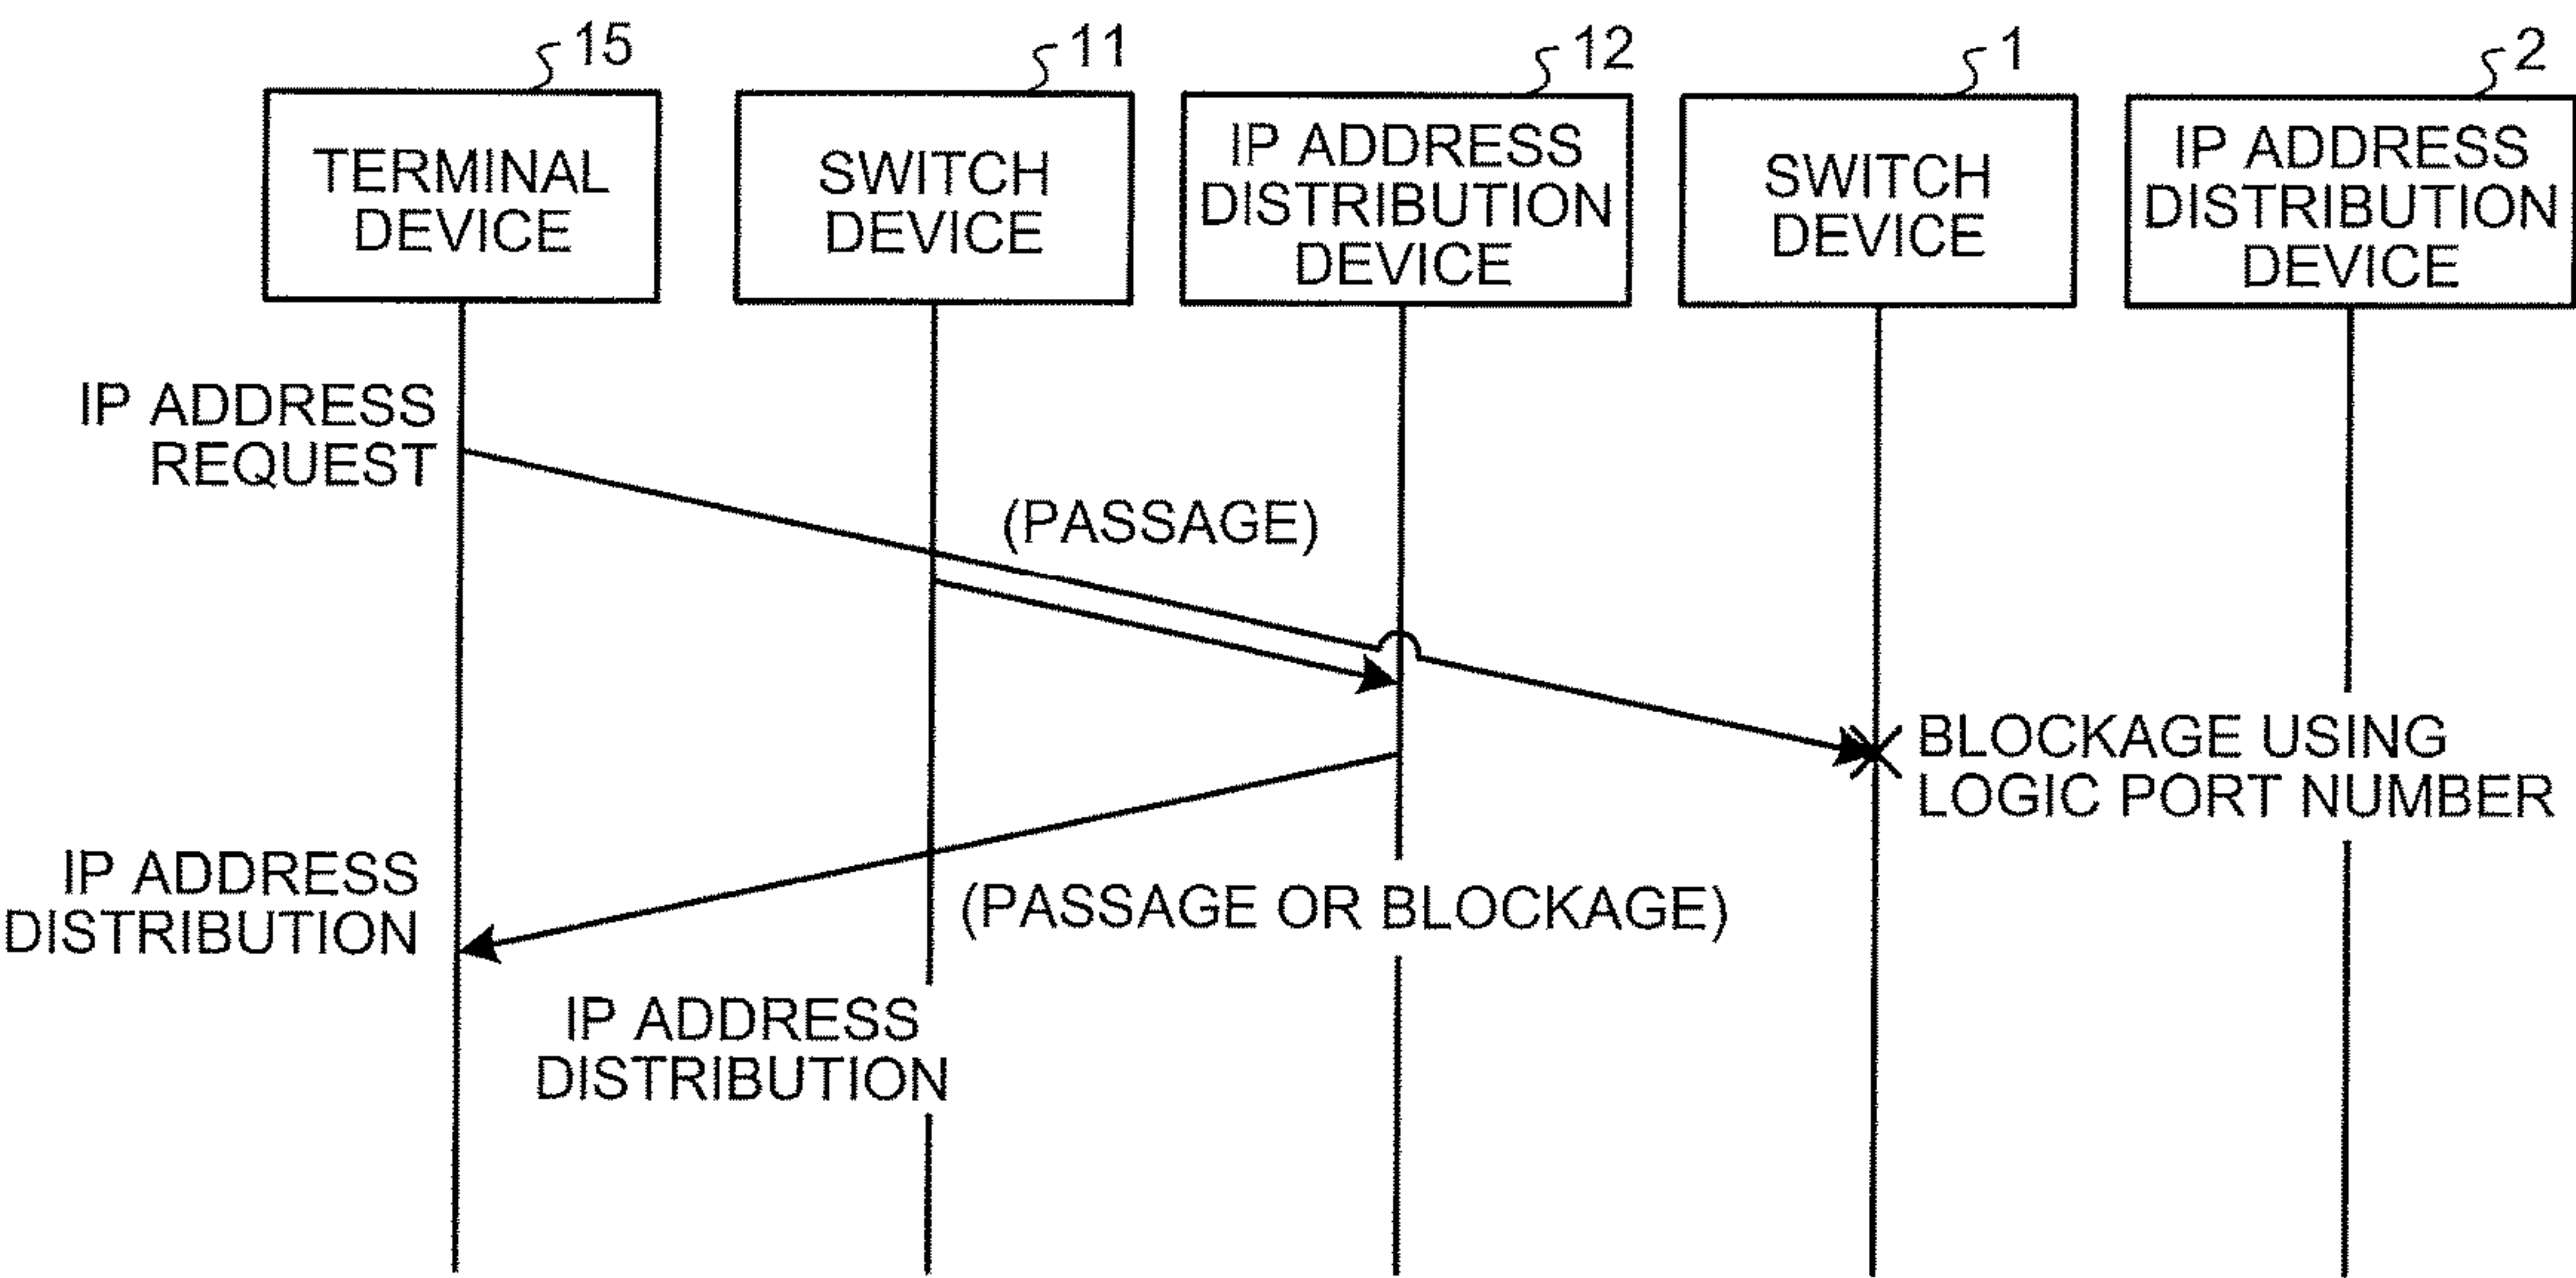 15
11
12
1
2
TERMINAL
DEVICE
SWITCH
DEVICE
IP ADDRESS
DISTRIBUTION
DEVICE
SWITCH
DEVICE
IP ADDRESS
DISTRIBUTION
DEVICE
IP ADDRESS
REQUEST
(PASSAGE)
BLOCKAGE USING
LOGIC PORT NUMBER
IP ADDRESS
DISTRIBUTION
(PASSAGE OR BLOCKAGE)
IP ADDRESS
DISTRIBUTION